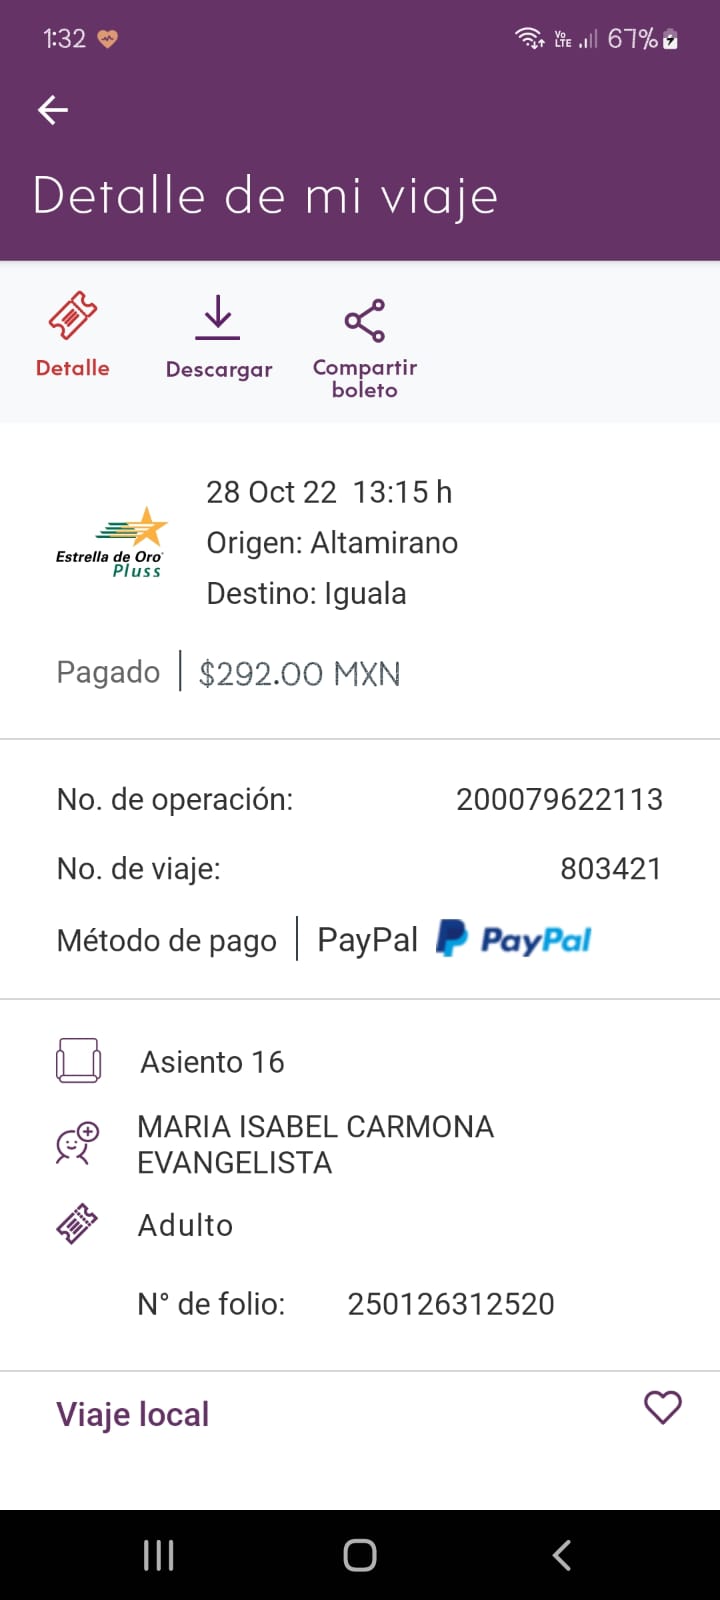 1:32
Vo LTE 67%
Detalle de mi viaje
Detalle
Descargar
Compartir
boleto
28 Oct 22 13:15 h
Estrella de Oro
Pluss
Origen: Altamirano
Destino: Iguala
Pagado $292.00 MXN
No. de operación: 200079622113
No. de viaje: 803421
Método de pago PayPal PayPal
Asiento 16
MARIA ISABEL CARMONA
EVANGELISTA
Adulto
N° de folio: 250126312520
Viaje local